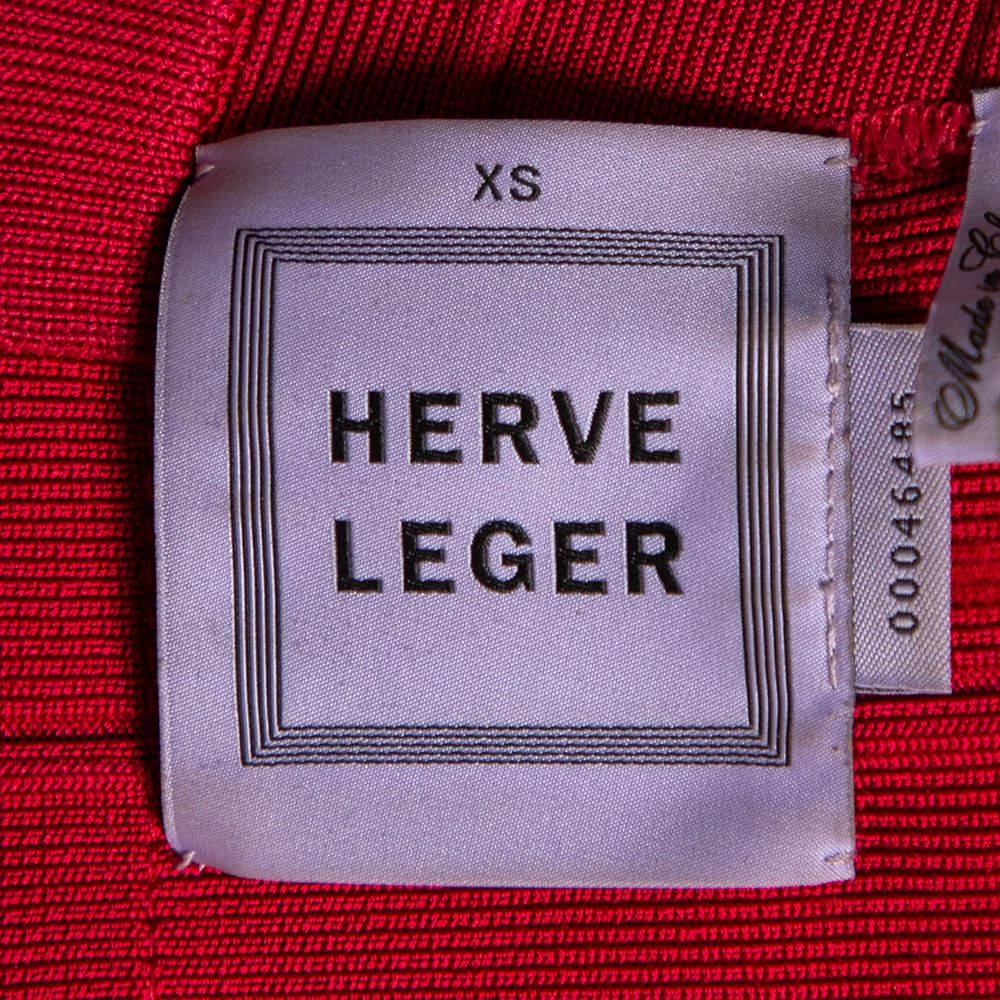 XS
HERVE
LEGER
Made in
00046485